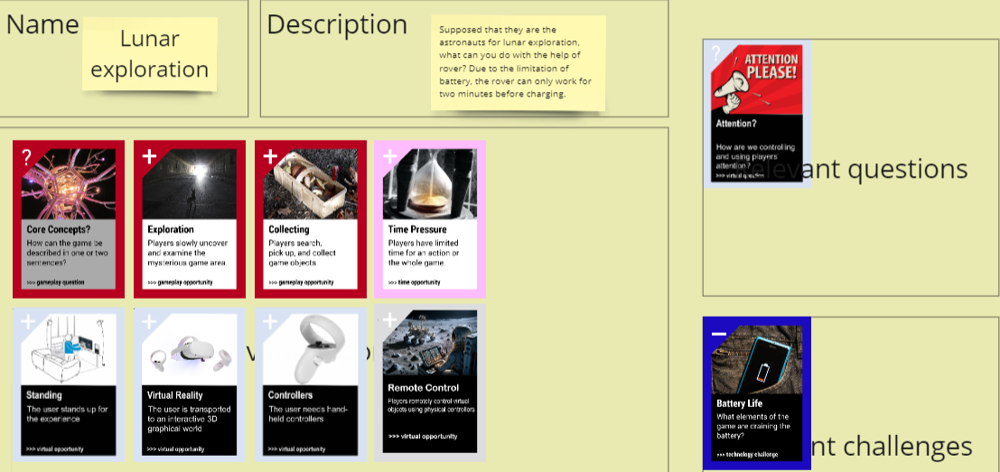 Name
Lunar
exploration
Description
Supposed that they are the
astronauts for lunar exploration,
what can you do with the help of
rover? Due to the limitation of
battery, the rover can only work for
two minutes before charging.
?
ATTENTION
PLEASE!
Attention?
How are we controlling
and using players'
attention?
>>> virtual question
elevant questions
?
Core Concepts?
How can the game be
described in one or two
sentences?
>>> gameplay question
+
Exploration
Players slowly uncover
and examine the
mysterious game area.
>>> gameplay opportunity
+
Collecting
Players search,
pick-up, and collect
game objects.
>>> gameplay opportunity
+
Time Pressure
Players have limited
time for an action or
the whole game.
>>> time opportunity
+
Standing
The user stands up for
the experience
>>> virtual opportunity
+
Virtual Reality
The user is transported
to an interactive 3D
graphical world
>>> virtual opportunity
+
Controllers
The user needs hand-
held controllers
>>> virtual opportunity
+
Remote Control
Players remotely control virtual
objects using physical controllers
>>> virtual opportunity
−
Battery Life
What elements of the
game are draining the
battery?
>>> technology challenge
nt challenges